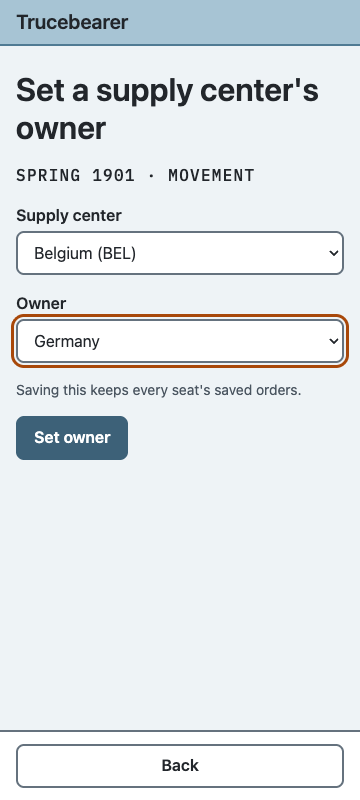 Trucebearer
Set a supply center's
owner
SPRING 1901 · MOVEMENT
Supply center
Belgium (BEL)
Owner
Germany
Saving this keeps every seat's saved orders.
Set owner
Back